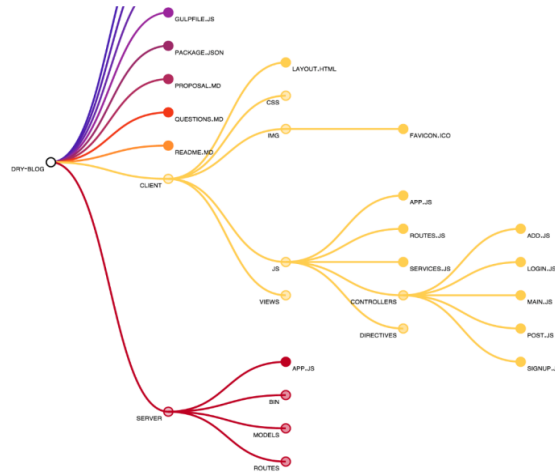 GULPFILE.JS
PACKAGE.JSON
PROPOSAL.MD
QUESTIONS.MD
README.MD
DRY-BLOG
CLIENT
LAYOUT.HTML
CSS
IMG
FAVICON.ICO
JS
VIEWS
APP.JS
ROUTES.JS
SERVICES.JS
CONTROLLERS
DIRECTIVES
ADD.JS
LOGIN.JS
MAIN.JS
POST.JS
SIGNUP.J
SERVER
APP.JS
BIN
MODELS
ROUTES